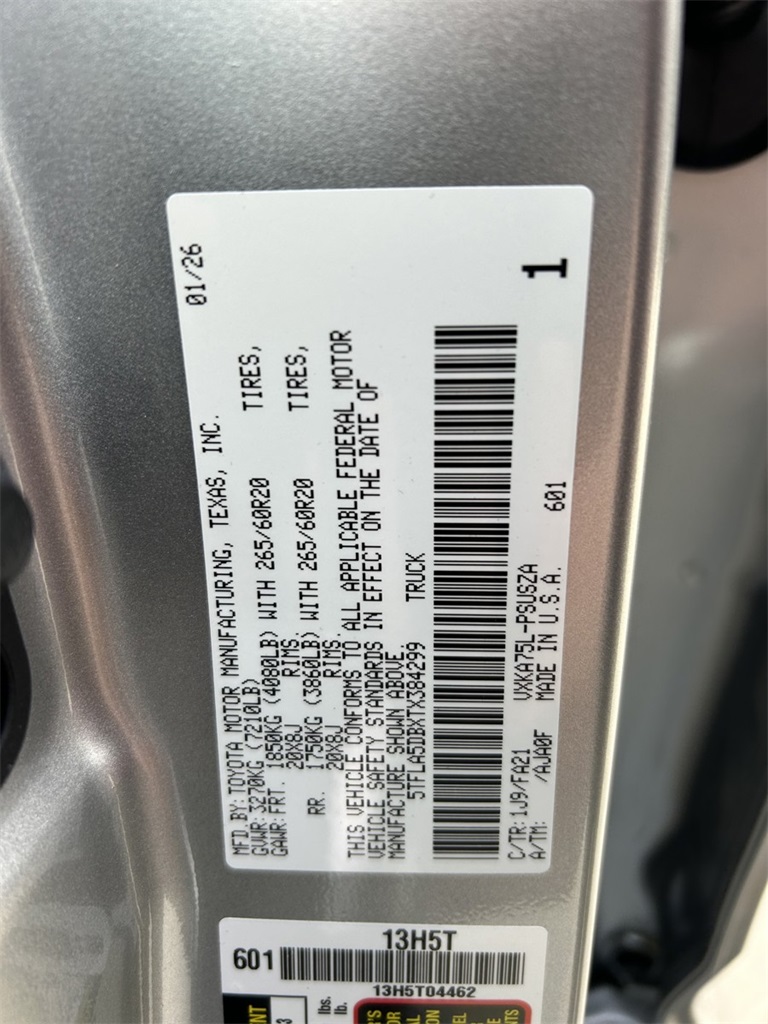 01/26
MFD. BY: TOYOTA MOTOR MANUFACTURING, TEXAS, INC.
GVWR: 3270KG (7210LB)
GAWR: FRT. 1850KG (4080LB) WITH 265/60R20 TIRES,
20X8J RIMS.
RR. 1750KG (3860LB) WITH 265/60R20 TIRES,
20X8J RIMS.
THIS VEHICLE CONFORMS TO ALL APPLICABLE FEDERAL MOTOR
VEHICLE SAFETY STANDARDS IN EFFECT ON THE DATE OF
MANUFACTURE SHOWN ABOVE.
5TFLA5DBXTX384299 TRUCK
1
C/TR: 1J9/FA21 VXKA75L-PSUSZA 601
A/TM: /AJA0F MADE IN U.S.A.
13H5T
601
13H5T04462
lbs.
lb.